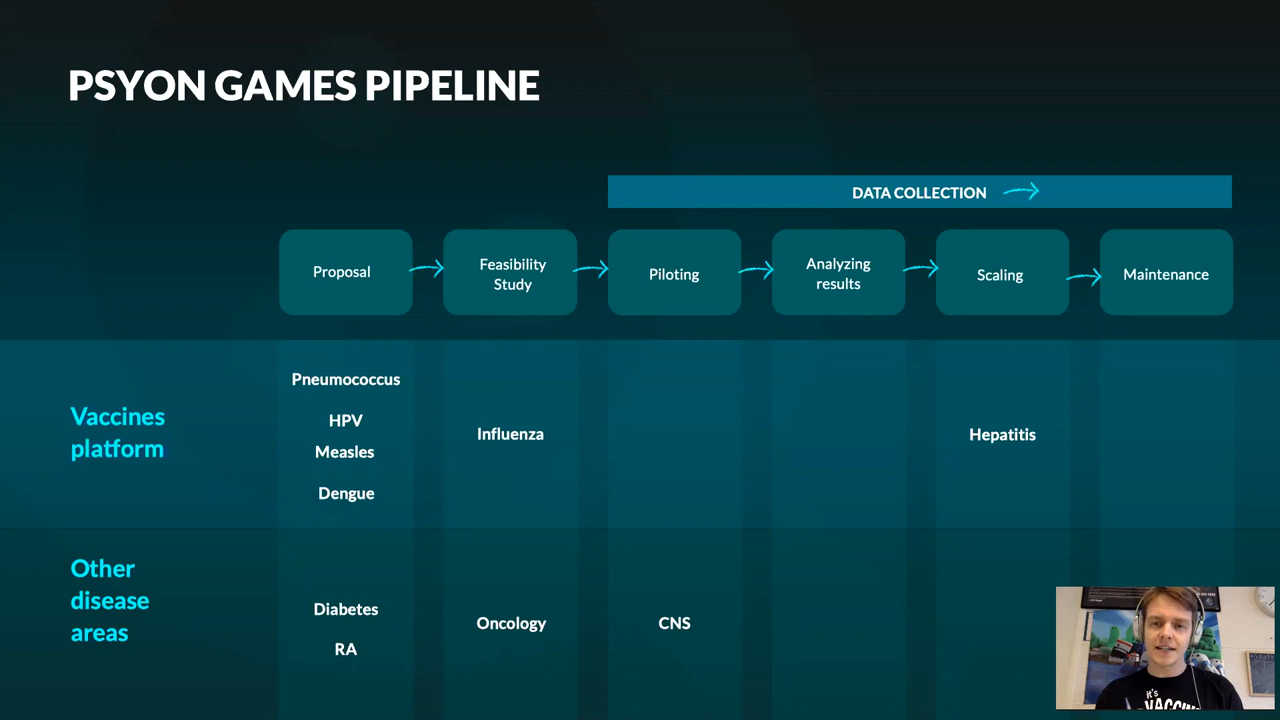 PSYON GAMES PIPELINE
DATA COLLECTION
Proposal
Feasibility
Study
Piloting
Analyzing
results
Scaling
Maintenance
Vaccines
platform
Pneumococcus
HPV
Measles
Dengue
Influenza
Hepatitis
Other
disease
areas
Diabetes
RA
Oncology
CNS
It's